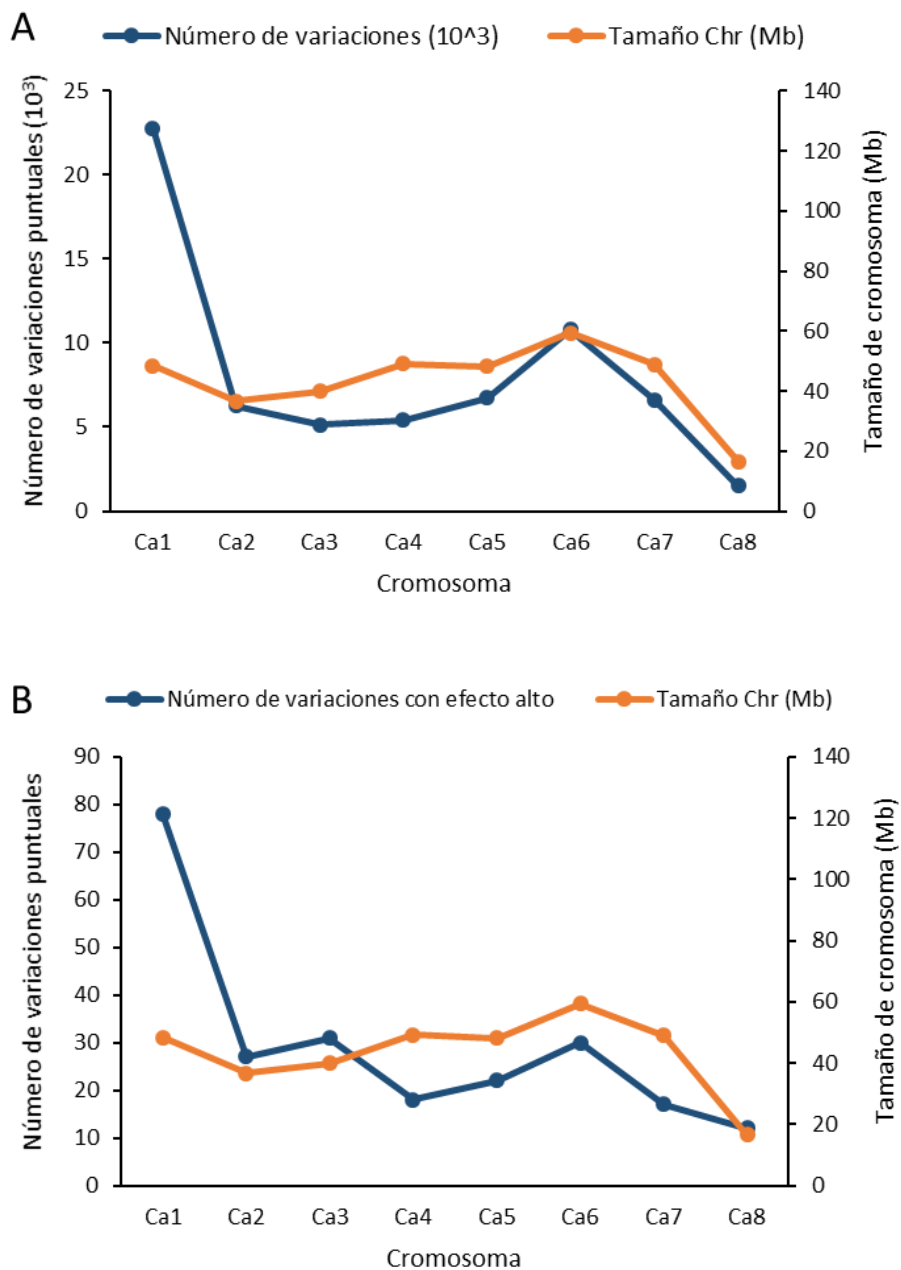 A
Número de variaciones (10^3) Tamaño Chr (Mb)
Número de variaciones puntuales (10³)
25
20
15
10
5
0
140
120
100
80
60
40
20
0
Tamaño de cromosoma (Mb)
Ca1 Ca2 Ca3 Ca4 Ca5 Ca6 Ca7 Ca8
Cromosoma
B
Número de variaciones con efecto alto Tamaño Chr (Mb)
Número de variaciones puntuales
90
80
70
60
50
40
30
20
10
0
140
120
100
80
60
40
20
0
Tamaño de cromosoma (Mb)
Ca1 Ca2 Ca3 Ca4 Ca5 Ca6 Ca7 Ca8
Cromosoma